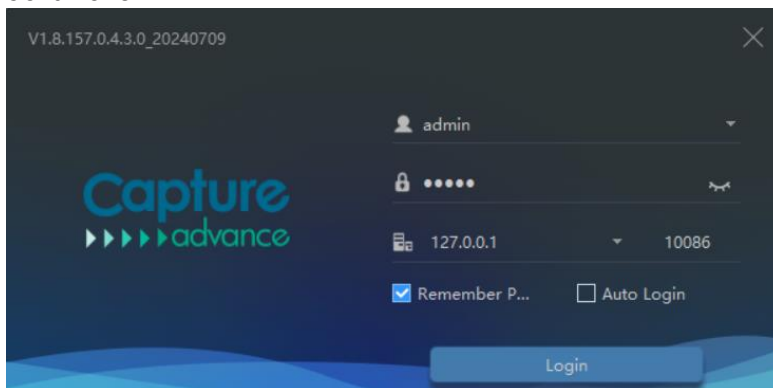 V1.8.157.0.4.3.0_20240709
admin
Capture
advance
127.0.0.1
10086
Remember P...
Auto Login
Login